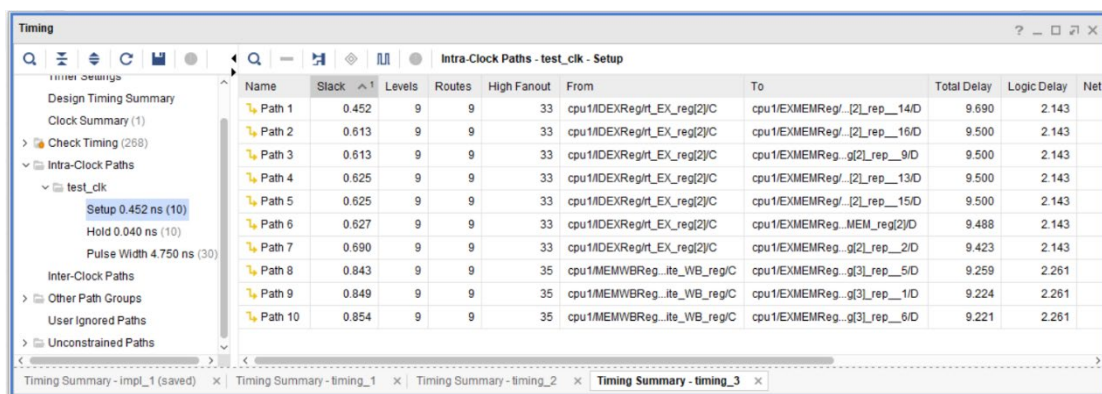 Timing
Intra-Clock Paths - test_clk - Setup
Timer Settings
Design Timing Summary
Clock Summary (1)
Check Timing (268)
Intra-Clock Paths
test_clk
Setup 0.452 ns (10)
Hold 0.040 ns (10)
Pulse Width 4.750 ns (30)
Inter-Clock Paths
Other Path Groups
User Ignored Paths
Unconstrained Paths
Name Slack 1 Levels Routes High Fanout From To Total Delay Logic Delay Net
Path 1 0.452 9 9 33 cpu1/IDEXReg/rt_EX_reg[2]/C cpu1/EXMEMReg/...[2]_rep__14/D 9.690 2.143
Path 2 0.613 9 9 33 cpu1/IDEXReg/rt_EX_reg[2]/C cpu1/EXMEMReg/...[2]_rep__16/D 9.500 2.143
Path 3 0.613 9 9 33 cpu1/IDEXReg/rt_EX_reg[2]/C cpu1/EXMEMReg...g[2]_rep__9/D 9.500 2.143
Path 4 0.625 9 9 33 cpu1/IDEXReg/rt_EX_reg[2]/C cpu1/EXMEMReg/...[2]_rep__13/D 9.500 2.143
Path 5 0.625 9 9 33 cpu1/IDEXReg/rt_EX_reg[2]/C cpu1/EXMEMReg/...[2]_rep__15/D 9.500 2.143
Path 6 0.627 9 9 33 cpu1/IDEXReg/rt_EX_reg[2]/C cpu1/EXMEMReg...MEM_reg[2]/D 9.488 2.143
Path 7 0.690 9 9 33 cpu1/IDEXReg/rt_EX_reg[2]/C cpu1/EXMEMReg...g[2]_rep__2/D 9.423 2.143
Path 8 0.843 9 9 35 cpu1/MEMWBReg...ite_WB_reg/C cpu1/EXMEMReg...g[3]_rep__5/D 9.259 2.261
Path 9 0.849 9 9 35 cpu1/MEMWBReg...ite_WB_reg/C cpu1/EXMEMReg...g[3]_rep__1/D 9.224 2.261
Path 10 0.854 9 9 35 cpu1/MEMWBReg...ite_WB_reg/C cpu1/EXMEMReg...g[3]_rep__6/D 9.221 2.261
Timing Summary - impl_1 (saved) Timing Summary - timing_1 Timing Summary - timing_2 Timing Summary - timing_3